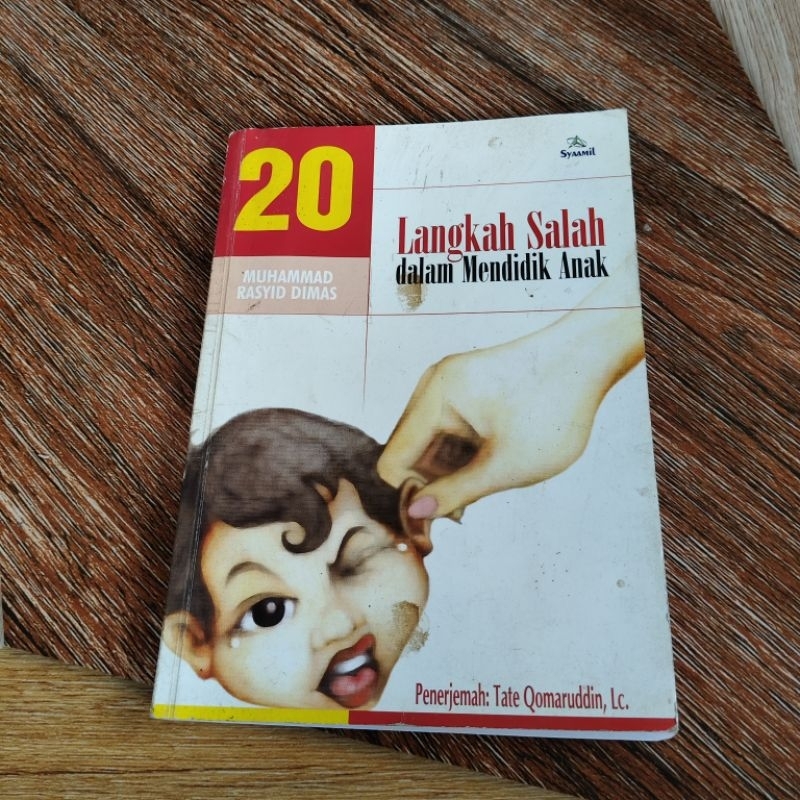 20
MUHAMMAD
RASYID DIMAS
Syaamil
Langkah Salah
dalam Mendidik Anak
Penerjemah: Tate Qomaruddin, Lc.